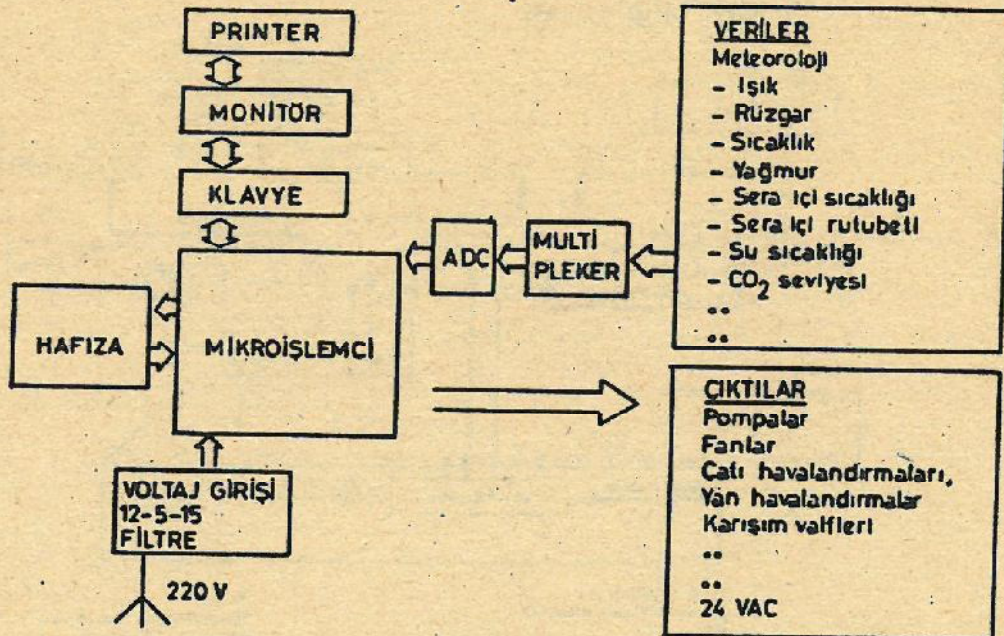 PRINTER
MONİTÖR
KLAVYE
HAFIZA
MİKROİŞLEMCİ
ADC
MULTİ
PLEKER
VOLTAJ GİRİŞİ
12-5-15
FİLTRE
220 V
VERİLER
Meteoroloji
- Işık
- Rüzgar
- Sıcaklık
- Yağmur
- Sera içi sıcaklığı
- Sera içi rutubeti
- Su sıcaklığı
- CO₂ seviyesi
..
..
ÇIKTILAR
Pompalar
Fanlar
Çatı havalandırmaları,
Yan havalandırmalar
Karışım valfleri
..
..
24 VAC